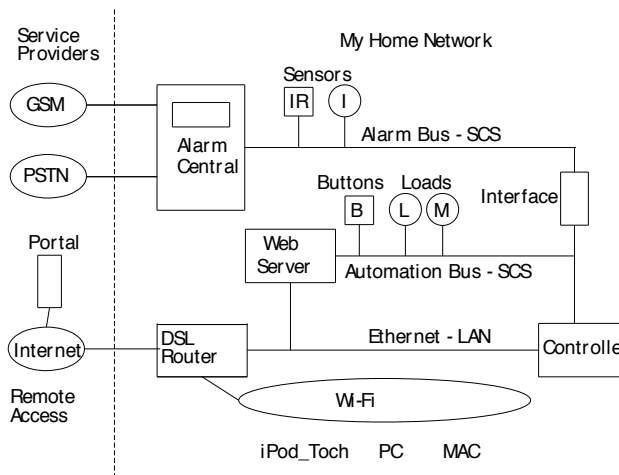 Service
Providers
My Home Network
Sensors
GSM
IR
I
Alarm
Central
Alarm Bus - SCS
PSTN
Buttons
Loads
Interface
B
L
M
Portal
Web
Server
Automation Bus - SCS
Internet
DSL
Router
Ethernet - LAN
Controlle
Remote
Access
Wi-Fi
iPod_Toch
PC
MAC